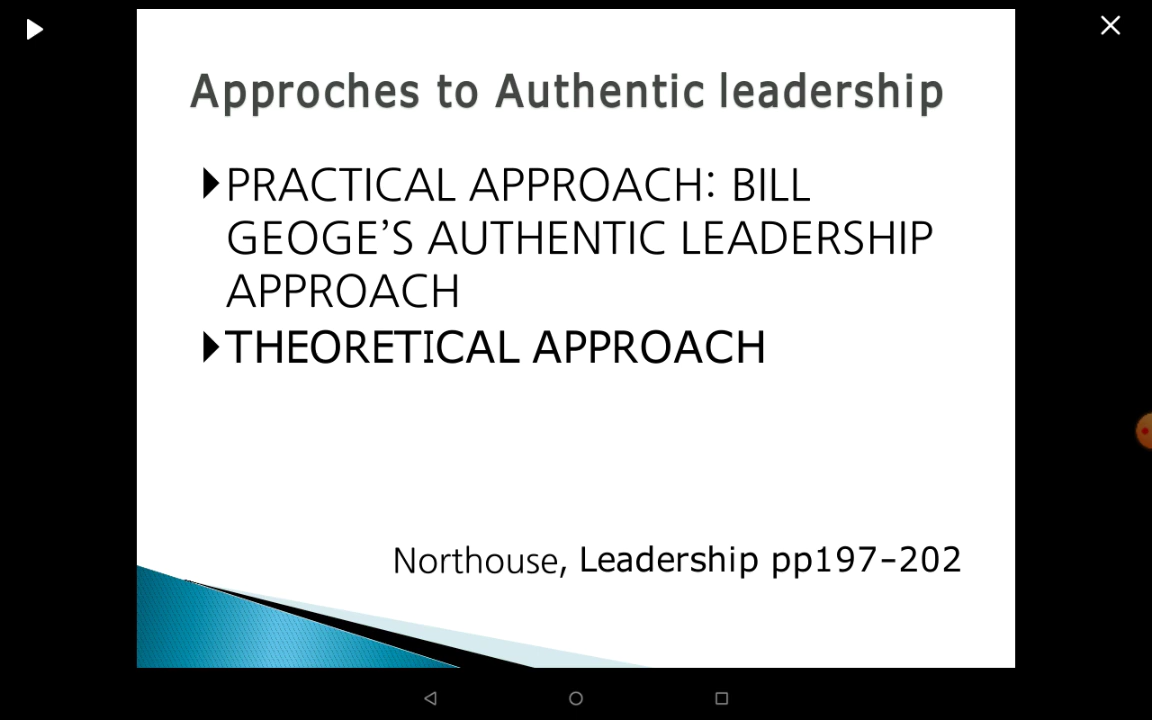 Approches to Authentic leadership
PRACTICAL APPROACH: BILL
GEOGE’S AUTHENTIC LEADERSHIP
APPROACH
THEORETICAL APPROACH
Northouse, Leadership pp197-202